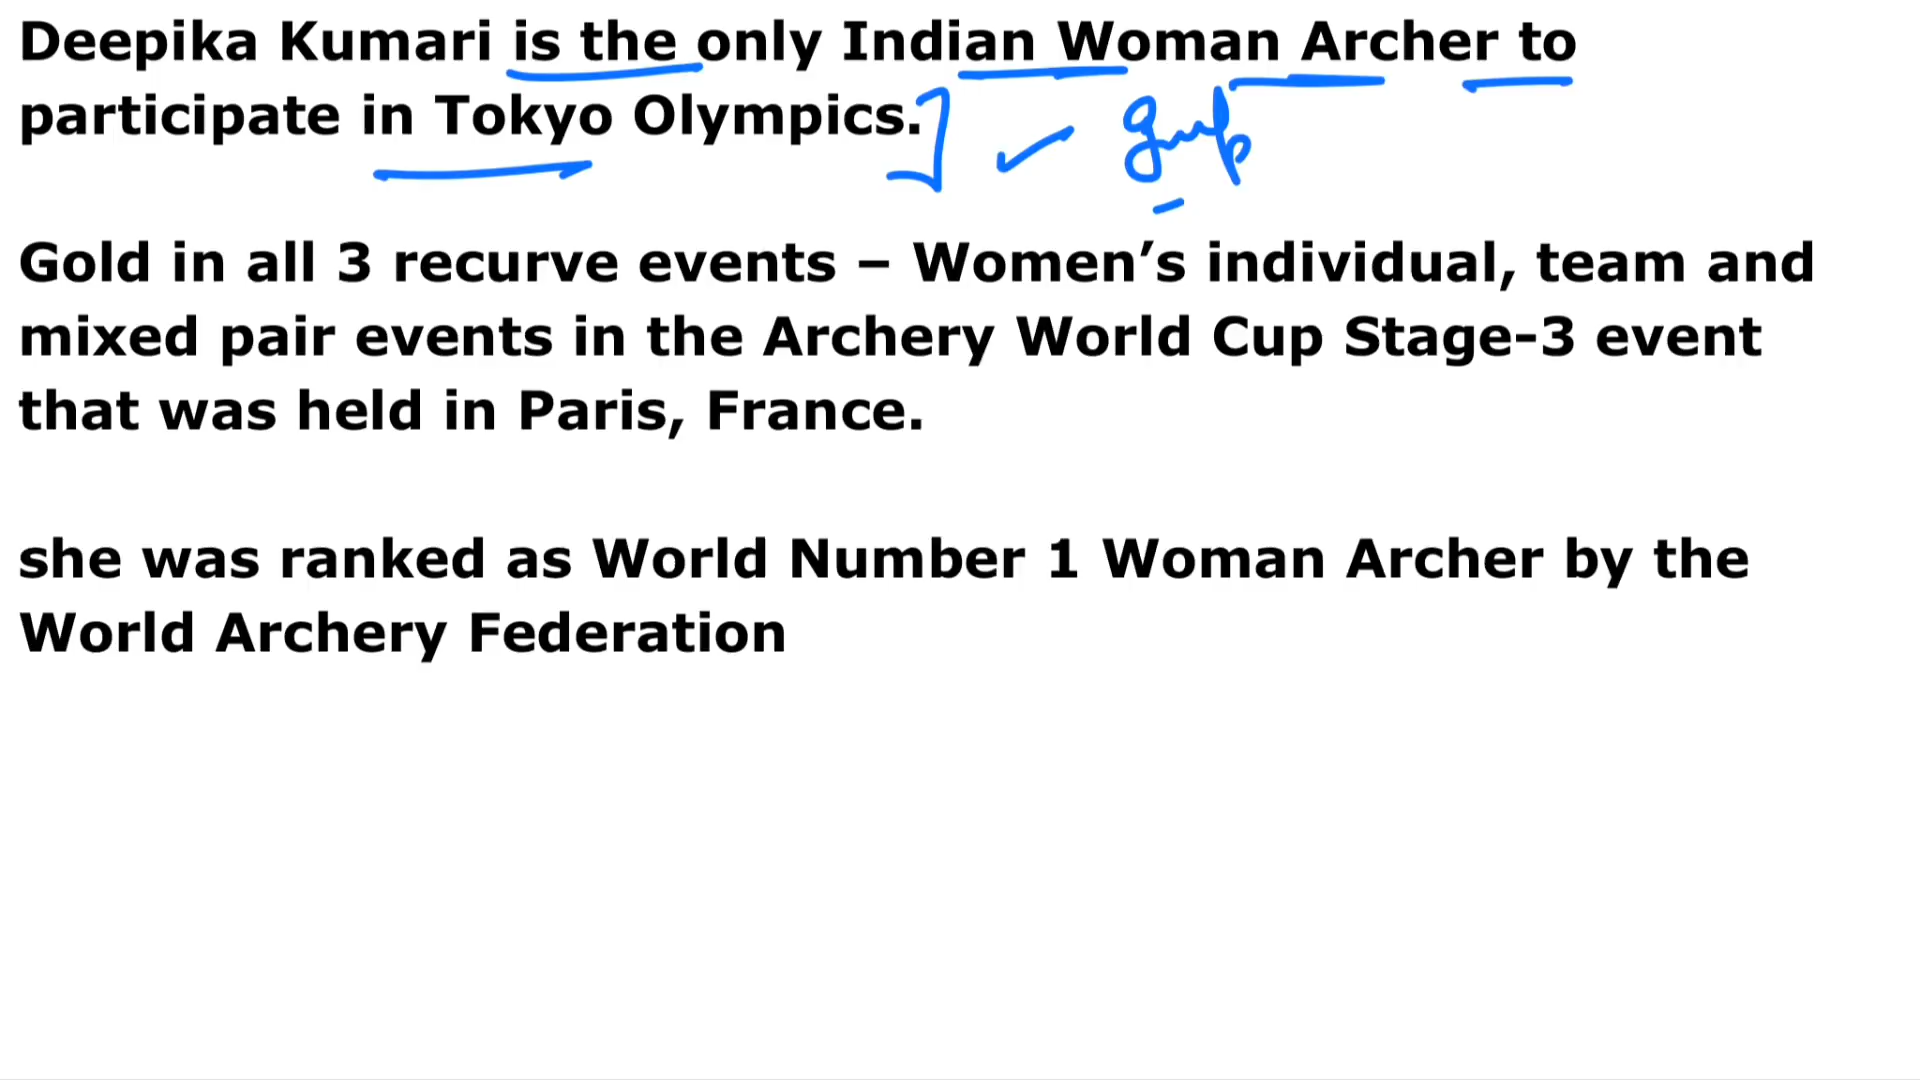 Deepika Kumari is the only Indian Woman Archer to
participate in Tokyo Olympics.
Gold in all 3 recurve events – Women’s individual, team and
mixed pair events in the Archery World Cup Stage-3 event
that was held in Paris, France.
she was ranked as World Number 1 Woman Archer by the
World Archery Federation